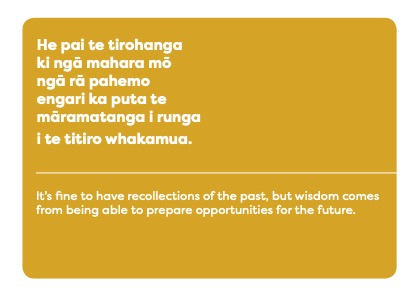 He pai te tirohanga
ki ngā mahara mō
ngā rā pahemo
engari ka puta te
māramatanga i runga
i te titiro whakamua.
It's fine to have recollections of the past, but wisdom comes
from being able to prepare opportunities for the future.